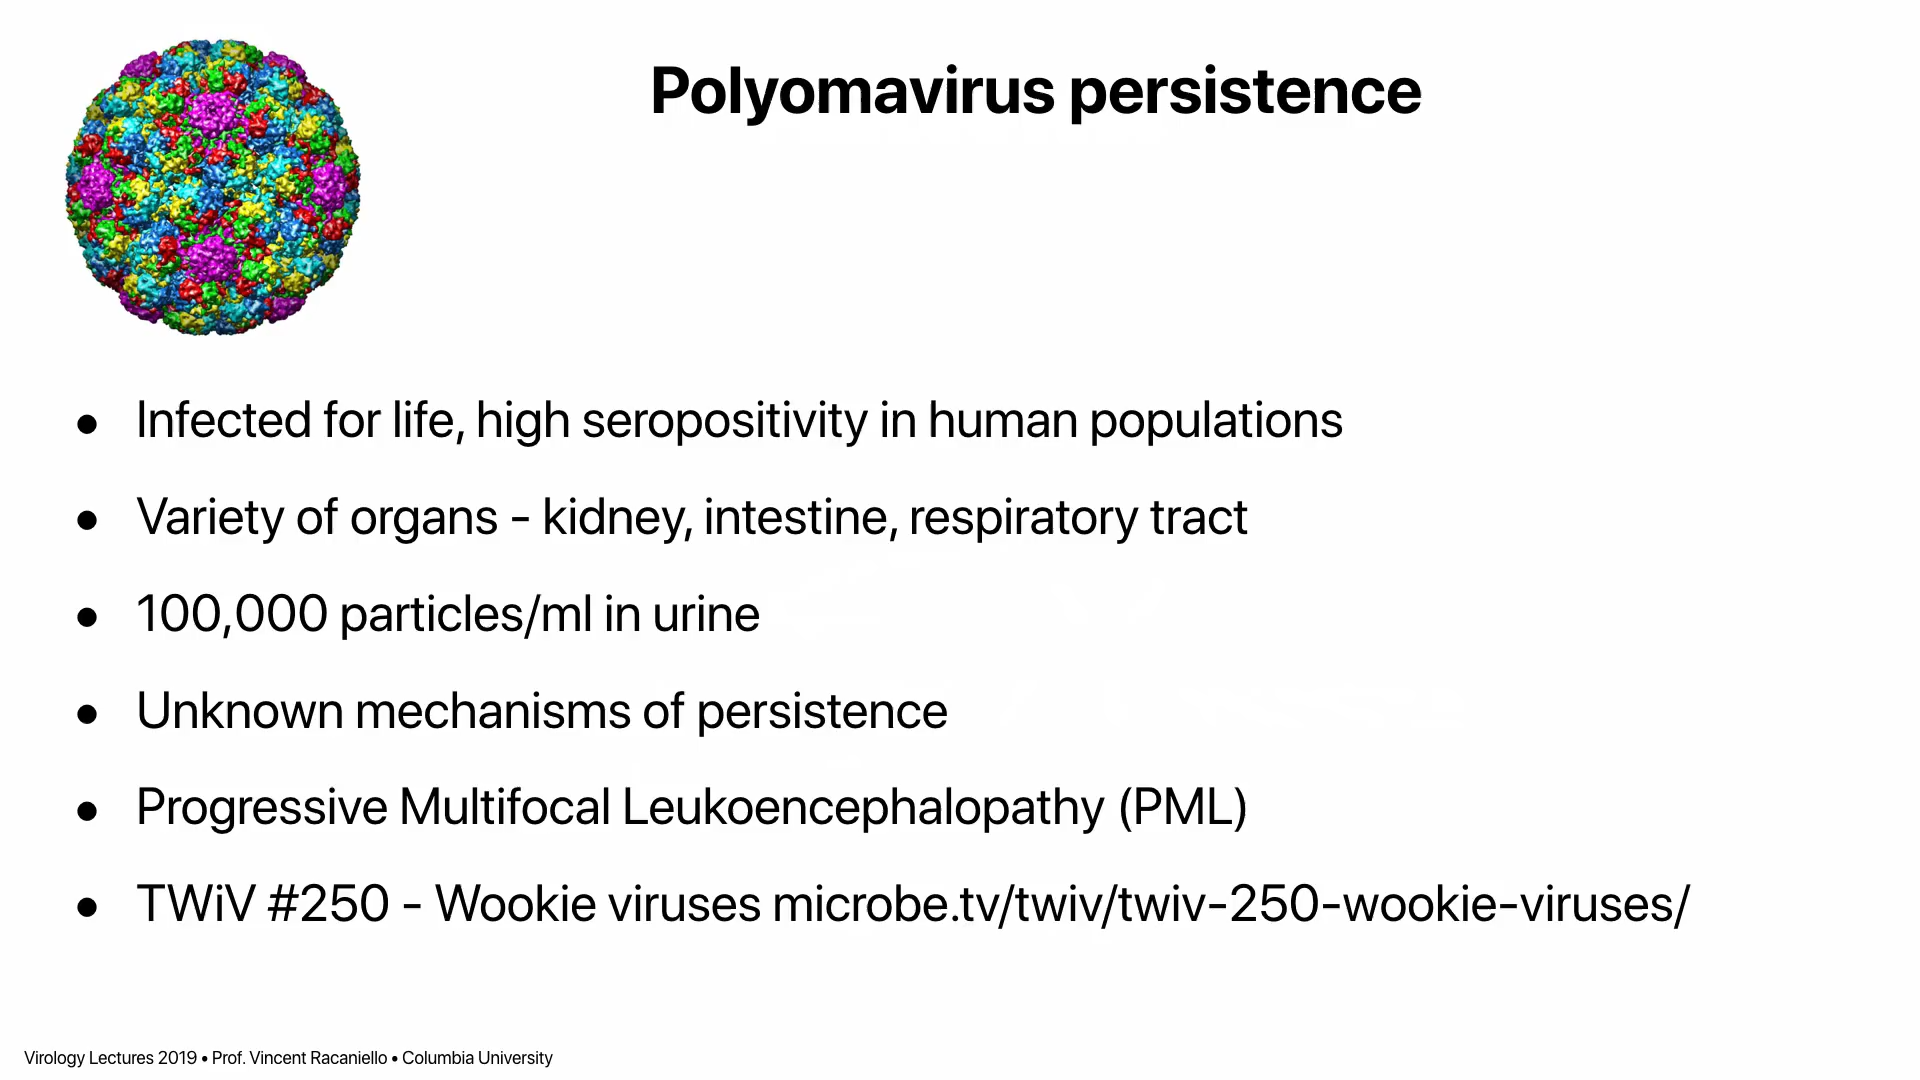 Polyomavirus persistence
• Infected for life, high seropositivity in human populations
• Variety of organs - kidney, intestine, respiratory tract
• 100,000 particles/ml in urine
• Unknown mechanisms of persistence
• Progressive Multifocal Leukoencephalopathy (PML)
• TWiV #250 - Wookie viruses microbe.tv/twiv/twiv-250-wookie-viruses/
Virology Lectures 2019 • Prof. Vincent Racaniello • Columbia University